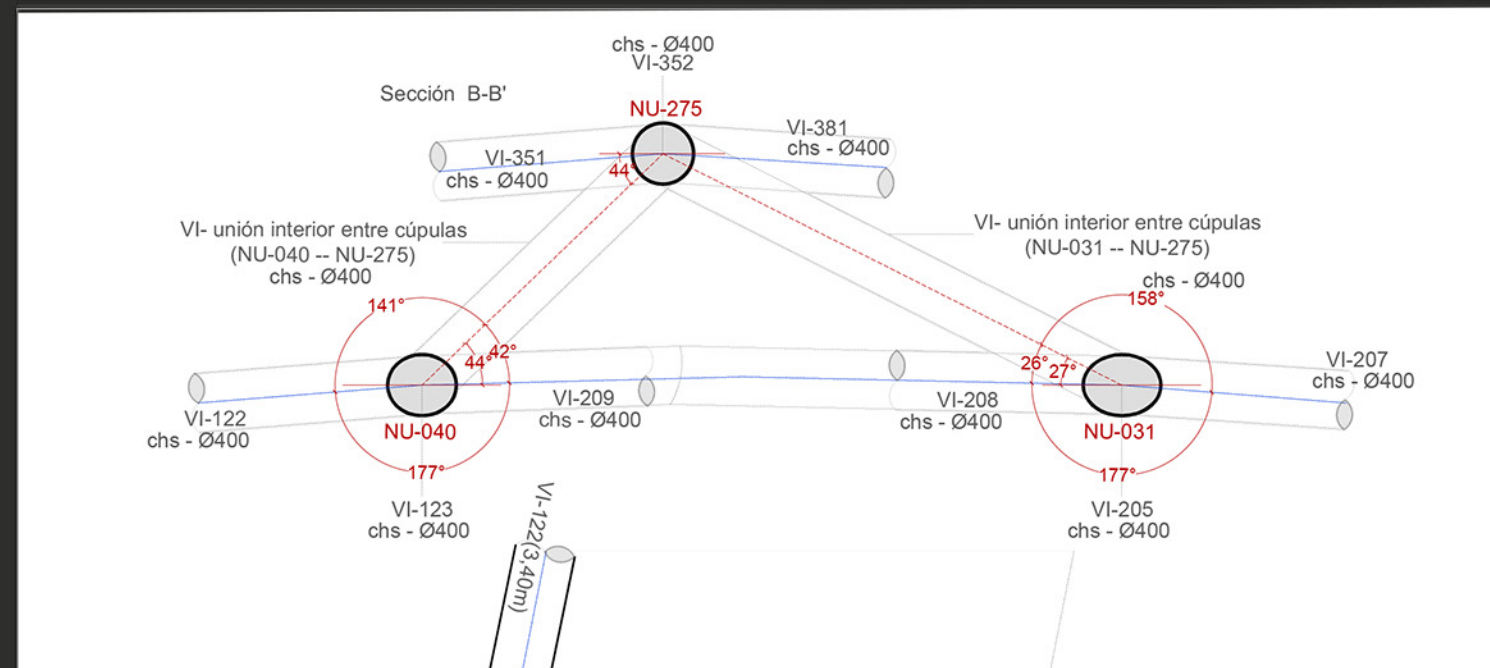 chs - Ø400
VI-352
Sección B-B'
NU-275
VI-381
chs - Ø400
VI-351
chs - Ø400
44°
VI- unión interior entre cúpulas
(NU-040 -- NU-275)
chs - Ø400
VI- unión interior entre cúpulas
(NU-031 -- NU-275)
chs - Ø400
141°
158°
44°
42°
26°
27°
VI-207
chs - Ø400
VI-122
chs - Ø400
VI-209
chs - Ø400
VI-208
chs - Ø400
NU-040
NU-031
177°
177°
VI-123
chs - Ø400
VI-205
chs - Ø400
VI-122(3,40m)